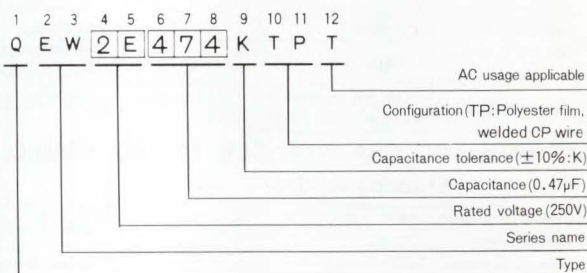 1 2 3 4 5 6 7 8 9 10 11 12
Q E W 2 E 4 7 4 K T P T
AC usage applicable
Configuration (TP: Polyester film,
welded CP wire
Capacitance tolerance (±10%: K)
Capacitance (0.47μF)
Rated voltage (250V)
Series name
Type